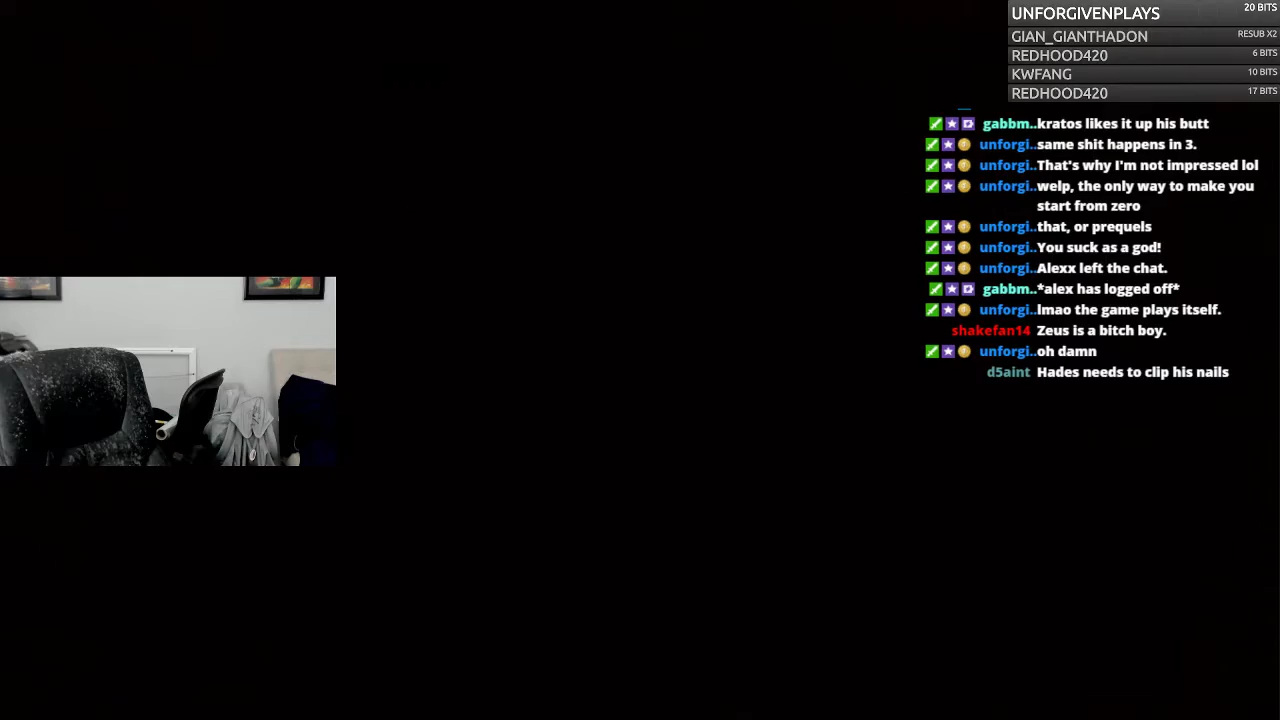 UNFORGIVENPLAYS 20 BITS
GIAN_GIANTHADON RESUB X2
REDHOOD420 6 BITS
KWFANG 10 BITS
REDHOOD420 17 BITS
gabbm.. kratos likes it up his butt
unforgi.. same shit happens in 3.
unforgi.. That's why I'm not impressed lol
unforgi.. welp, the only way to make you
start from zero
unforgi.. that, or prequels
unforgi.. You suck as a god!
unforgi.. Alexx left the chat.
gabbm.. *alex has logged off*
unforgi.. lmao the game plays itself.
shakefan14 Zeus is a bitch boy.
unforgi.. oh damn
d5aint Hades needs to clip his nails